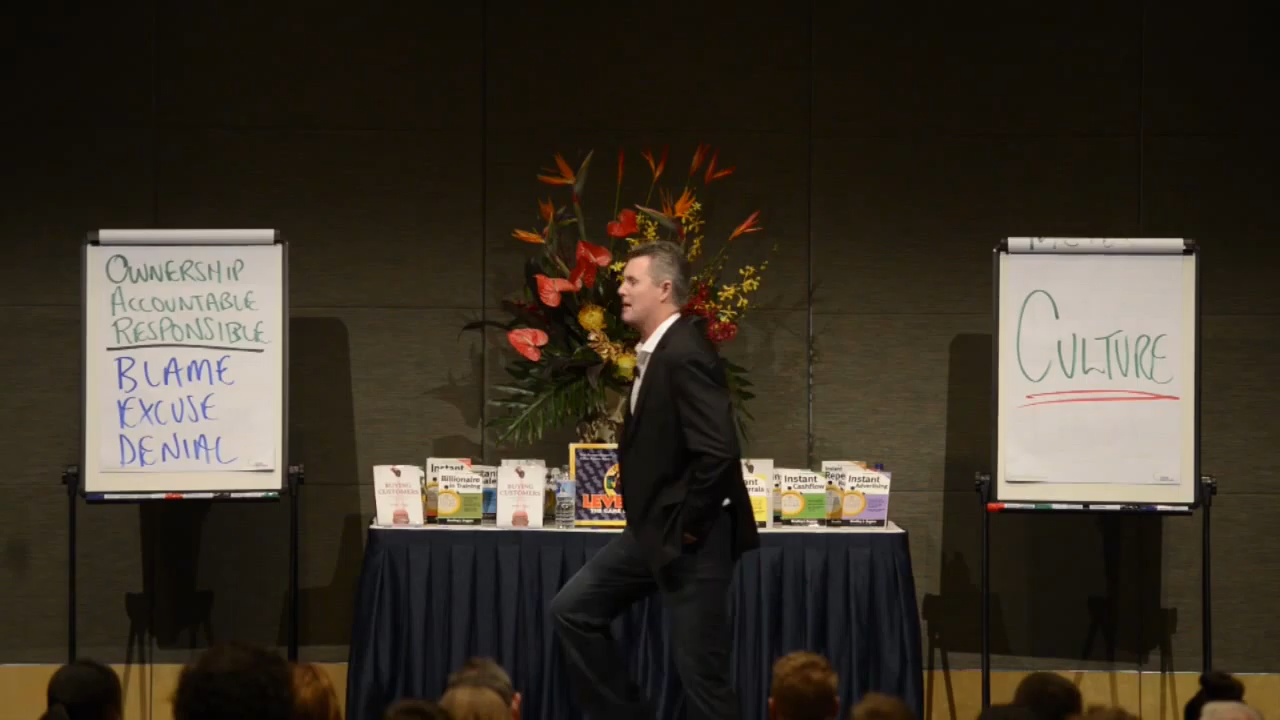 OWNERSHIP
ACCOUNTABLE
RESPONSIBLE
BLAME
EXCUSE
DENIAL
CULTURE
BUYING
CUSTOMERS
Instant
Billionaire
in Training
BUYING
CUSTOMERS
Instant
Cashflow
Instant
Instant
Advertising